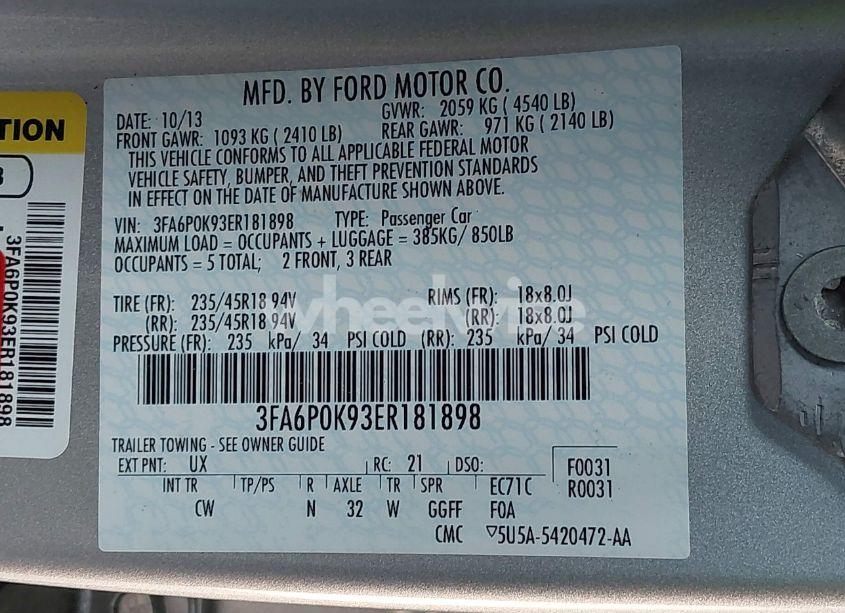 MFD. BY FORD MOTOR CO.
DATE: 10/13 GVWR: 2059 KG ( 4540 LB)
FRONT GAWR: 1093 KG ( 2410 LB) REAR GAWR: 971 KG ( 2140 LB)
THIS VEHICLE CONFORMS TO ALL APPLICABLE FEDERAL MOTOR
VEHICLE SAFETY, BUMPER, AND THEFT PREVENTION STANDARDS
IN EFFECT ON THE DATE OF MANUFACTURE SHOWN ABOVE.
VIN: 3FA6P0K93ER181898 TYPE: Passenger Car
MAXIMUM LOAD = OCCUPANTS + LUGGAGE = 385KG/ 850LB
OCCUPANTS = 5 TOTAL; 2 FRONT, 3 REAR
TIRE (FR): 235/45R18 94V RIMS (FR): 18x8.0J
(RR): 235/45R18 94V (RR): 18x8.0J
PRESSURE (FR): 235 kPa/ 34 PSI COLD (RR): 235 kPa/ 34 PSI COLD
3FA6P0K93ER181898
TRAILER TOWING - SEE OWNER GUIDE
EXT PNT: UX RC: 21 DSO: F0031
INT TR TP/PS R AXLE TR SPR EC71C R0031
CW N 32 W GGFF FOA
CMC ▽5U5A-5420472-AA
TION
3FA6P0K93ER181898
wheelwise